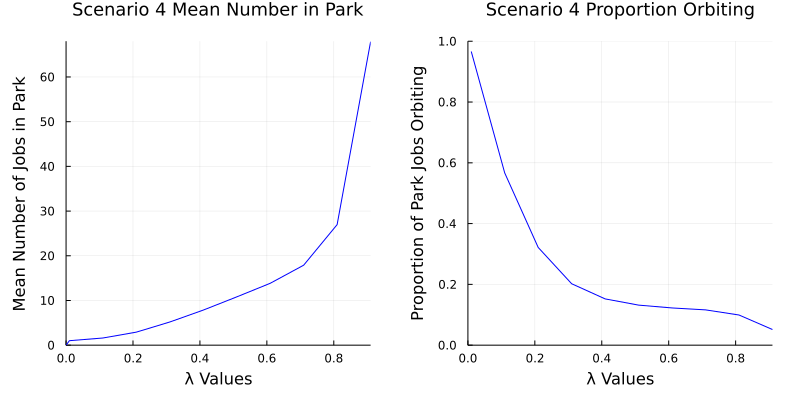 Scenario 4 Mean Number in Park
Mean Number of Jobs in Park
60
50
40
30
20
10
0
0.0 0.2 0.4 0.6 0.8
λ Values
Scenario 4 Proportion Orbiting
Proportion of Park Jobs Orbiting
1.0
0.8
0.6
0.4
0.2
0.0
0.0 0.2 0.4 0.6 0.8
λ Values